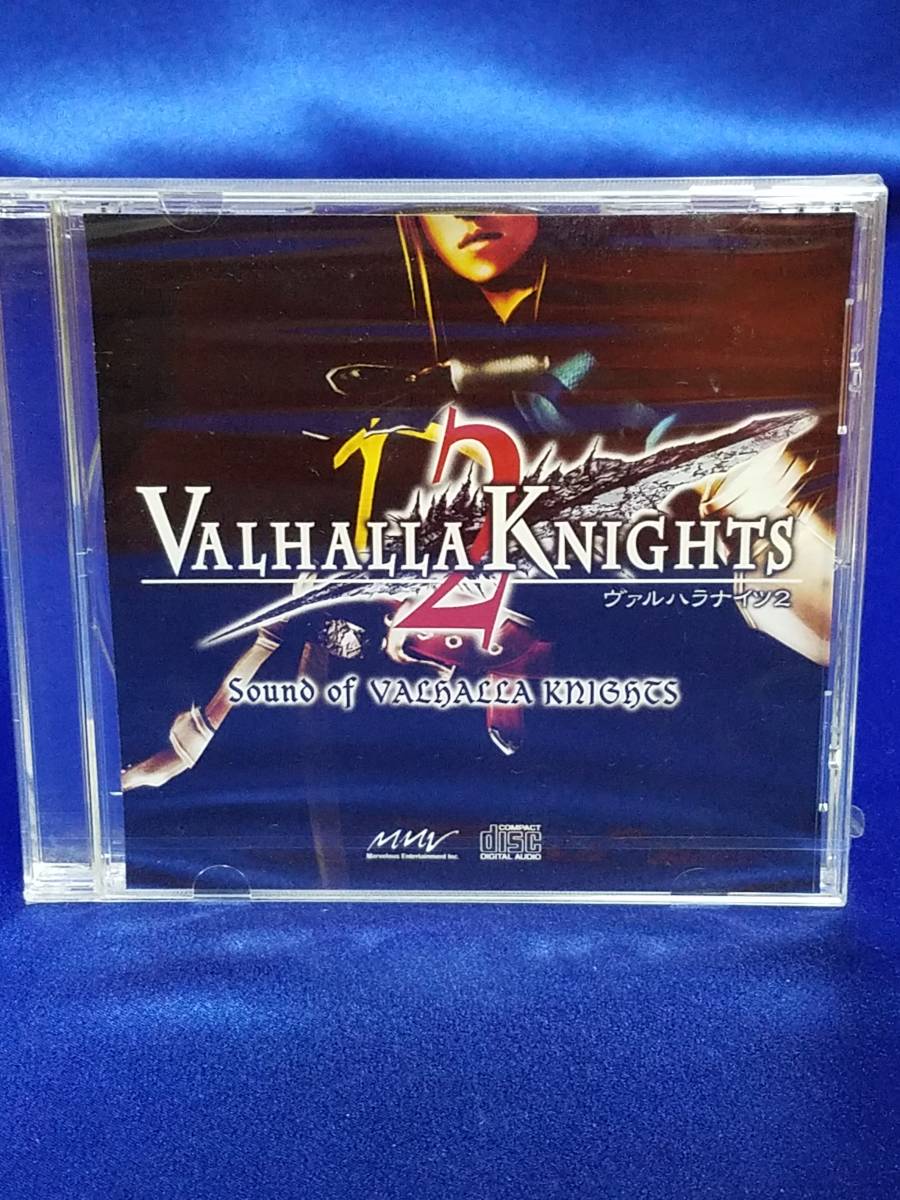 2
VALHALLA KNIGHTS
ヴァルハラナイツ2
Sound of VALHALLA KNIGHTS
MMV
Marvelous Entertainment Inc.
COMPACT
disc
DIGITAL AUDIO